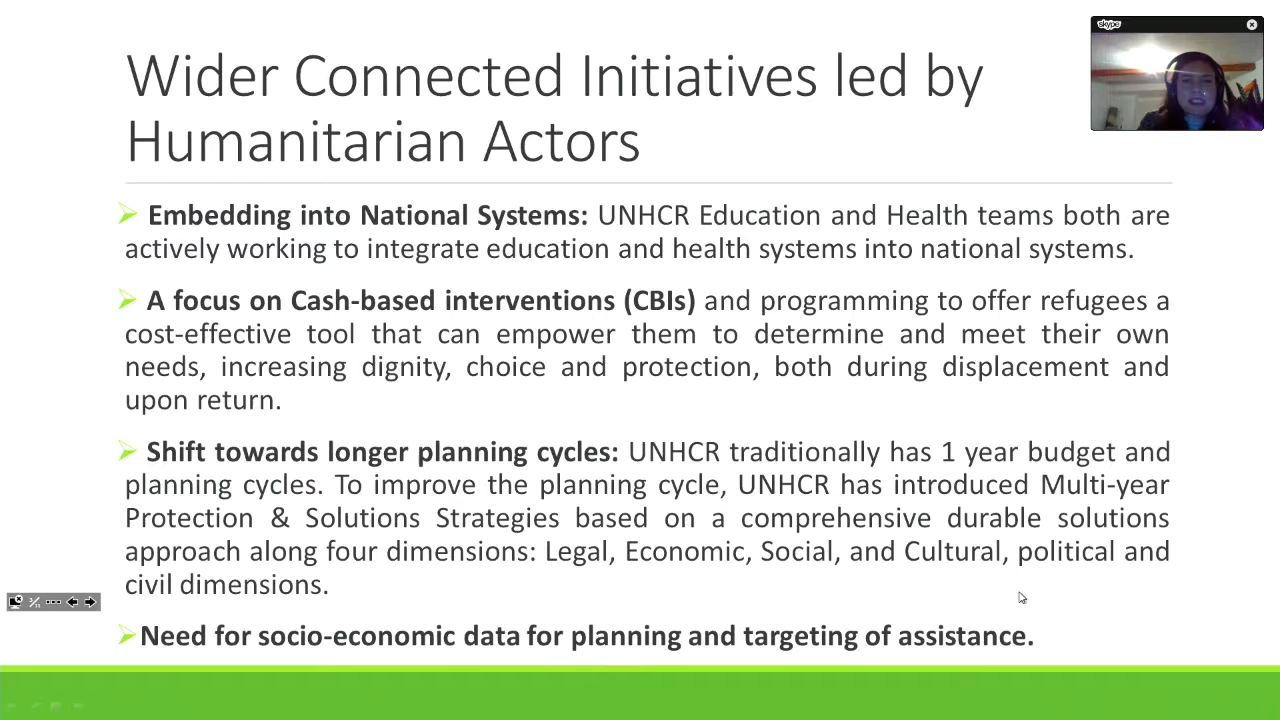 skype
Wider Connected Initiatives led by
Humanitarian Actors
Embedding into National Systems: UNHCR Education and Health teams both are
actively working to integrate education and health systems into national systems.
A focus on Cash-based interventions (CBIs) and programming to offer refugees a
cost-effective tool that can empower them to determine and meet their own
needs, increasing dignity, choice and protection, both during displacement and
upon return.
Shift towards longer planning cycles: UNHCR traditionally has 1 year budget and
planning cycles. To improve the planning cycle, UNHCR has introduced Multi-year
Protection & Solutions Strategies based on a comprehensive durable solutions
approach along four dimensions: Legal, Economic, Social, and Cultural, political and
civil dimensions.
Need for socio-economic data for planning and targeting of assistance.